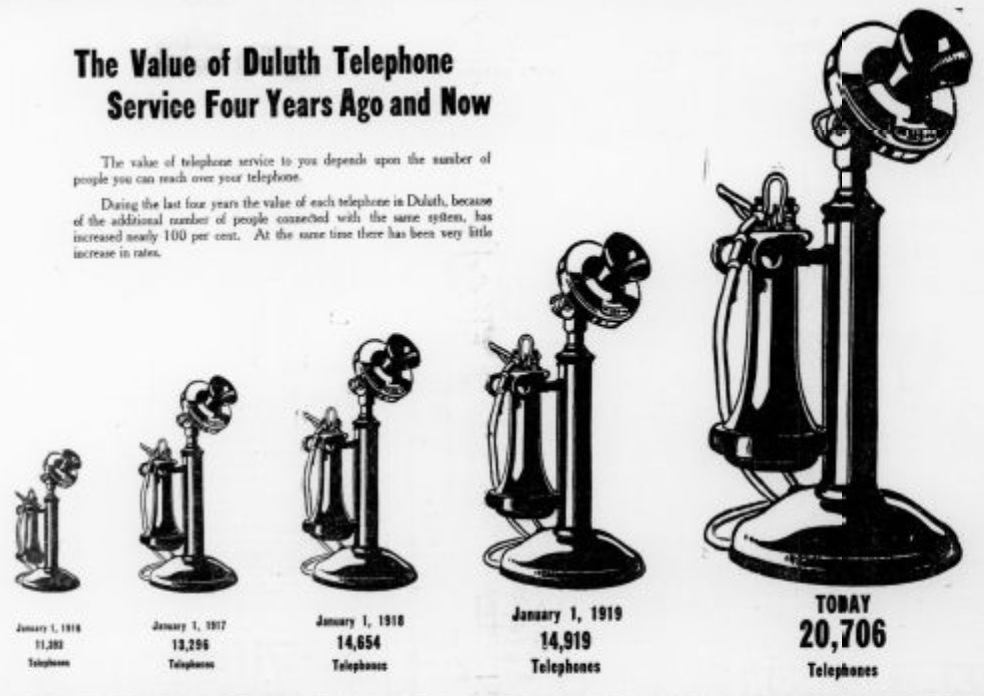 The Value of Duluth Telephone
Service Four Years Ago and Now
The value of telephone service to you depends upon the number of
people you can reach over your telephone.
During the last four years the value of each telephone in Duluth, because
of the additional number of people connected with the same system, has
increased nearly 100 per cent. At the same time there has been very little
increase in rates.
January 1, 1916
Telephones
January 1, 1917
13,296
Telephones
January 1, 1918
14,654
Telephones
January 1, 1919
14,919
Telephones
TODAY
20,706
Telephones